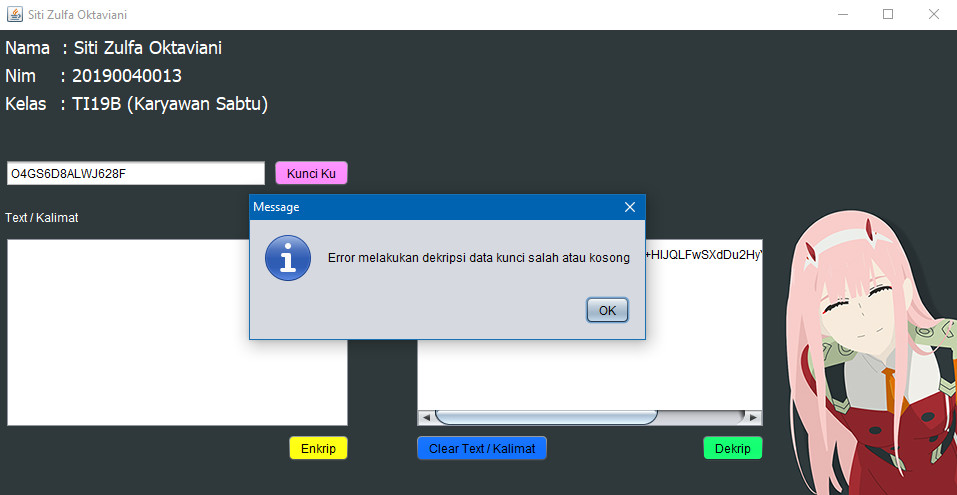 Siti Zulfa Oktaviani
Nama : Siti Zulfa Oktaviani
Nim : 20190040013
Kelas : TI19B (Karyawan Sabtu)
O4GS6D8ALWJ628F
Kunci Ku
Text / Kalimat
Message
Error melakukan dekripsi data kunci salah atau kosong
OK
+HIJQLFwSXdDu2Hy
Enkrip
Clear Text / Kalimat
Dekrip